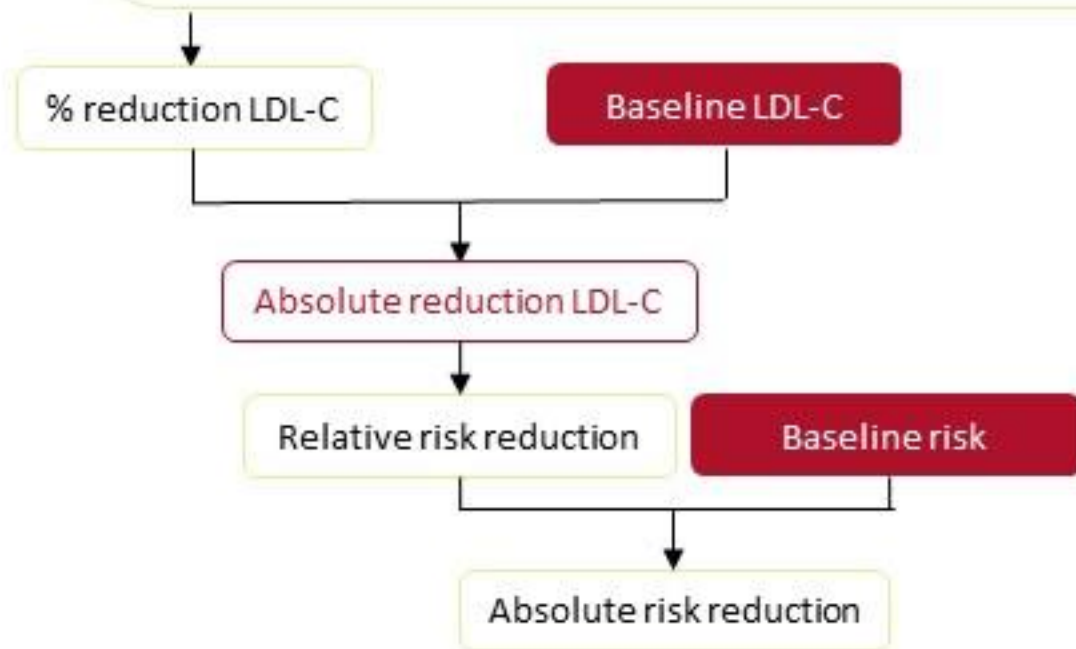 % reduction LDL-C
Baseline LDL-C
Absolute reduction LDL-C
Relative risk reduction
Baseline risk
Absolute risk reduction